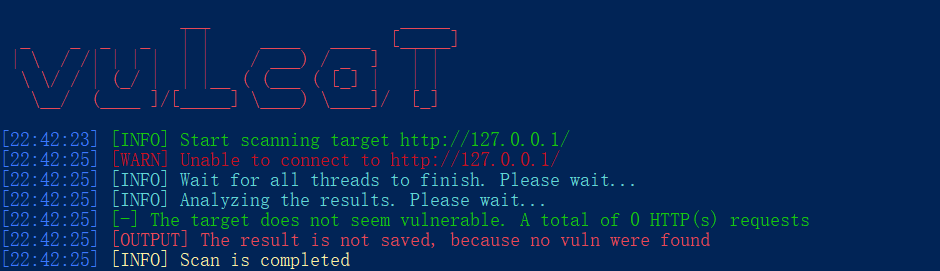 vulcaT
[22:42:23] [INFO] Start scanning target http://127.0.0.1/
[22:42:25] [WARN] Unable to connect to http://127.0.0.1/
[22:42:25] [INFO] Wait for all threads to finish. Please wait...
[22:42:25] [INFO] Analyzing the results. Please wait...
[22:42:25] [-] The target does not seem vulnerable. A total of 0 HTTP(s) requests
[22:42:25] [OUTPUT] The result is not saved, because no vuln were found
[22:42:25] [INFO] Scan is completed